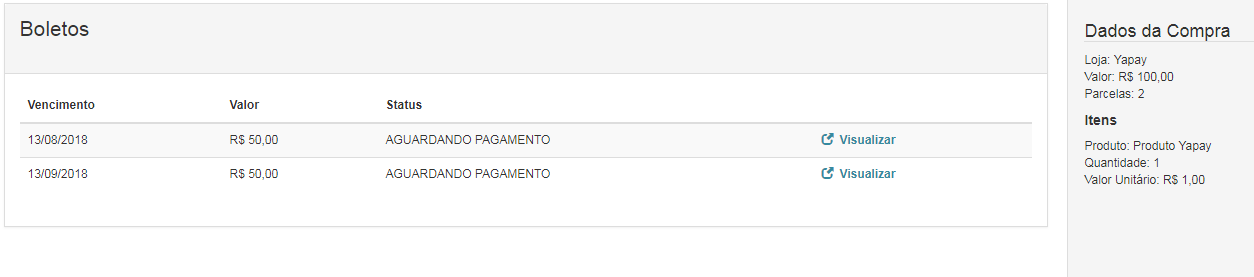 Boletos
Vencimento Valor Status
13/08/2018 R$ 50,00 AGUARDANDO PAGAMENTO Visualizar
13/09/2018 R$ 50,00 AGUARDANDO PAGAMENTO Visualizar
Dados da Compra
Loja: Yapay
Valor: R$ 100,00
Parcelas: 2
Itens
Produto: Produto Yapay
Quantidade: 1
Valor Unitário: R$ 1,00